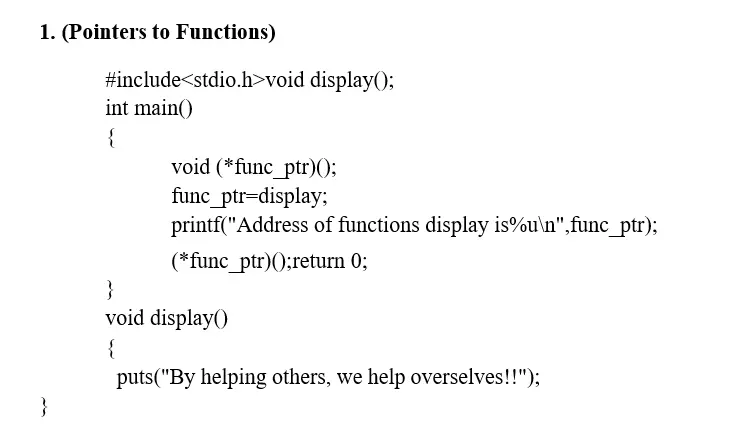 1. (Pointers to Functions)
#include<stdio.h>void display();
int main()
{
void (*func_ptr)();
func_ptr=display;
printf("Address of functions display is%u\n",func_ptr);
(*func_ptr)();return 0;
}
void display()
{
puts("By helping others, we help overselves!!");
}